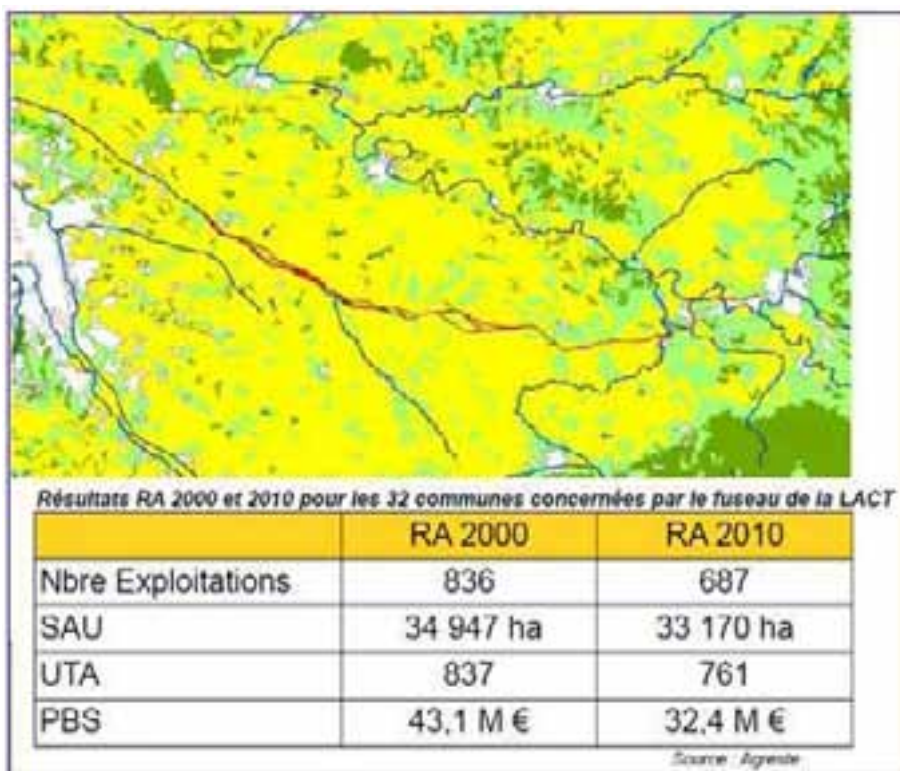 Résultats RA 2000 et 2010 pour les 32 communes concernées par le fuseau de la LACT
RA 2000 RA 2010
Nbre Exploitations 836 687
SAU 34 947 ha 33 170 ha
UTA 837 761
PBS 43,1 M € 32,4 M €
Source : Agreste